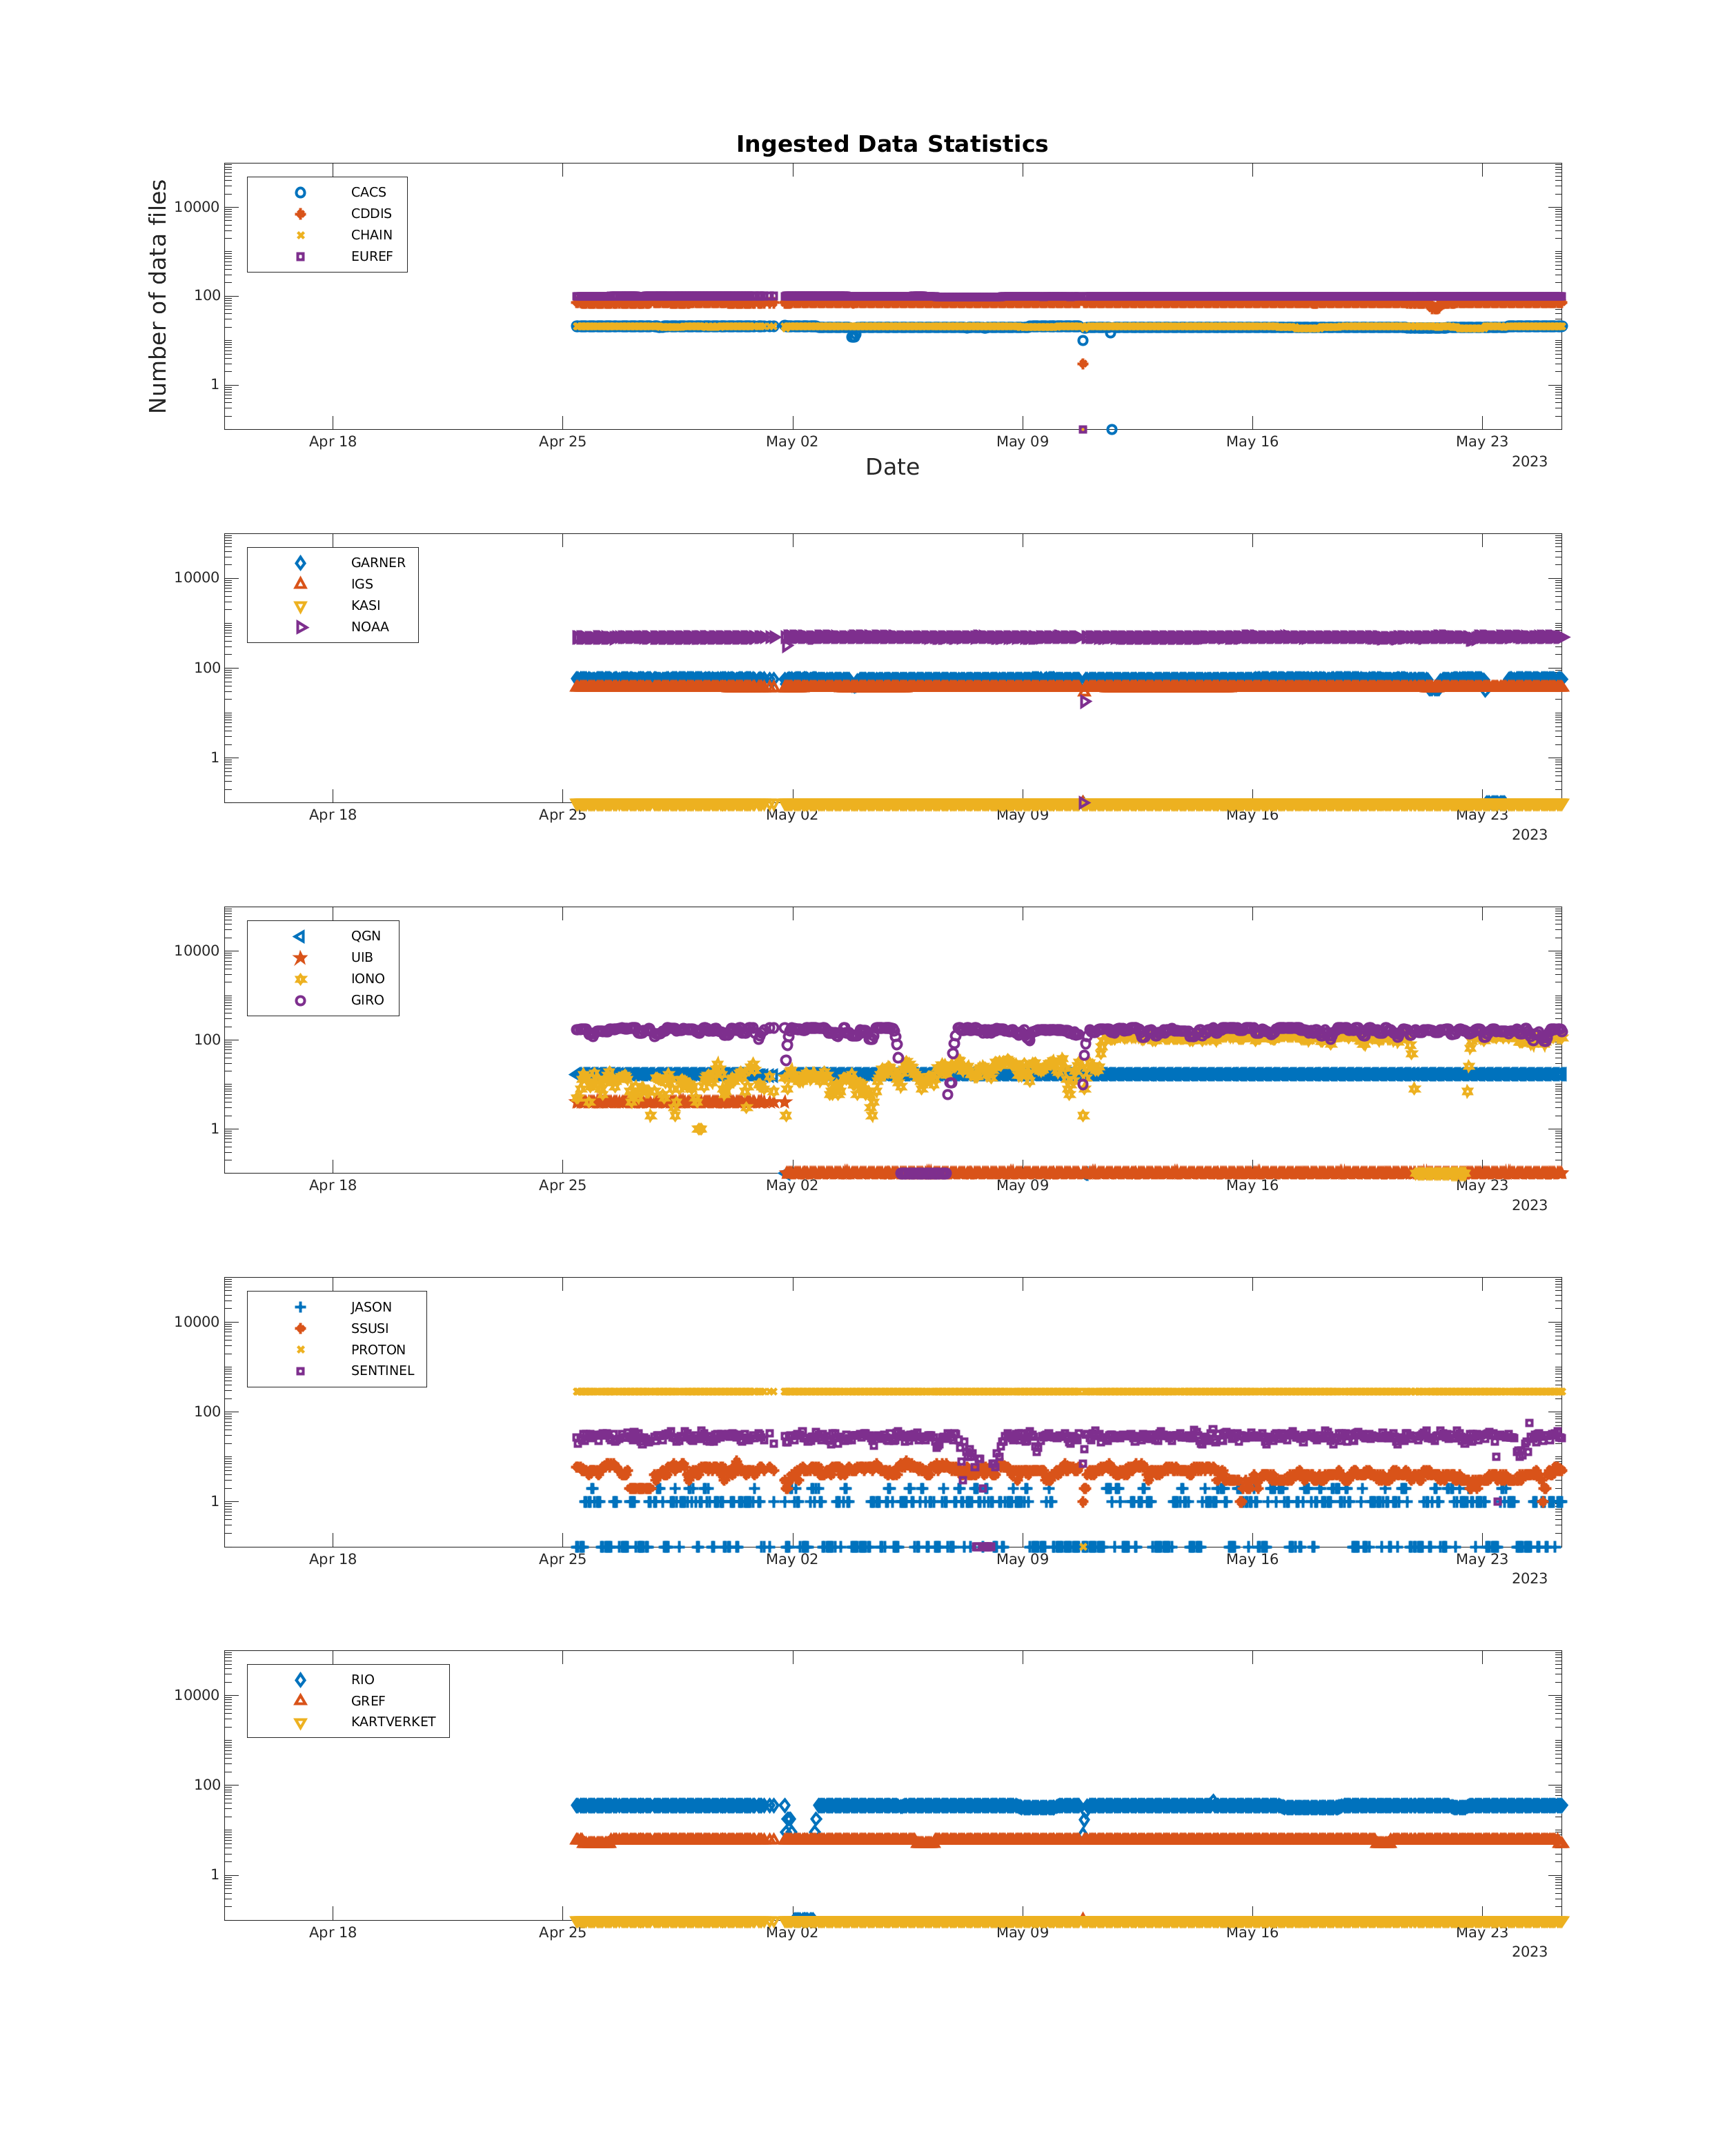 Ingested Data Statistics
Number of data files
10000
100
1
CACS
CDDIS
CHAIN
EUREF
Apr 18 Apr 25 May 02 May 09 May 16 May 23
2023
Date
10000
100
1
GARNER
IGS
KASI
NOAA
Apr 18 Apr 25 May 02 May 09 May 16 May 23
2023
10000
100
1
QGN
UIB
IONO
GIRO
Apr 18 Apr 25 May 02 May 09 May 16 May 23
2023
10000
100
1
JASON
SSUSI
PROTON
SENTINEL
Apr 18 Apr 25 May 02 May 09 May 16 May 23
2023
10000
100
1
RIO
GREF
KARTVERKET
Apr 18 Apr 25 May 02 May 09 May 16 May 23
2023